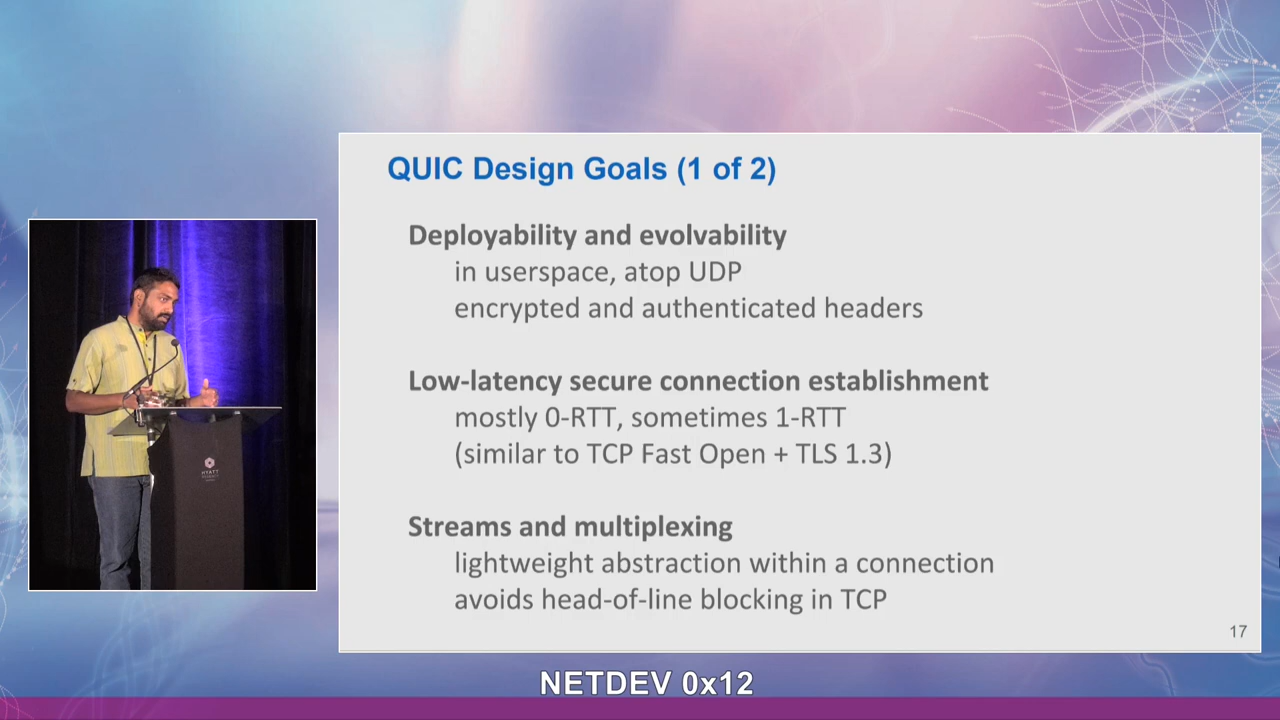 QUIC Design Goals (1 of 2)
Deployability and evolvability
in userspace, atop UDP
encrypted and authenticated headers
Low-latency secure connection establishment
mostly 0-RTT, sometimes 1-RTT
(similar to TCP Fast Open + TLS 1.3)
Streams and multiplexing
lightweight abstraction within a connection
avoids head-of-line blocking in TCP
17
HYATT
NETDEV 0x12